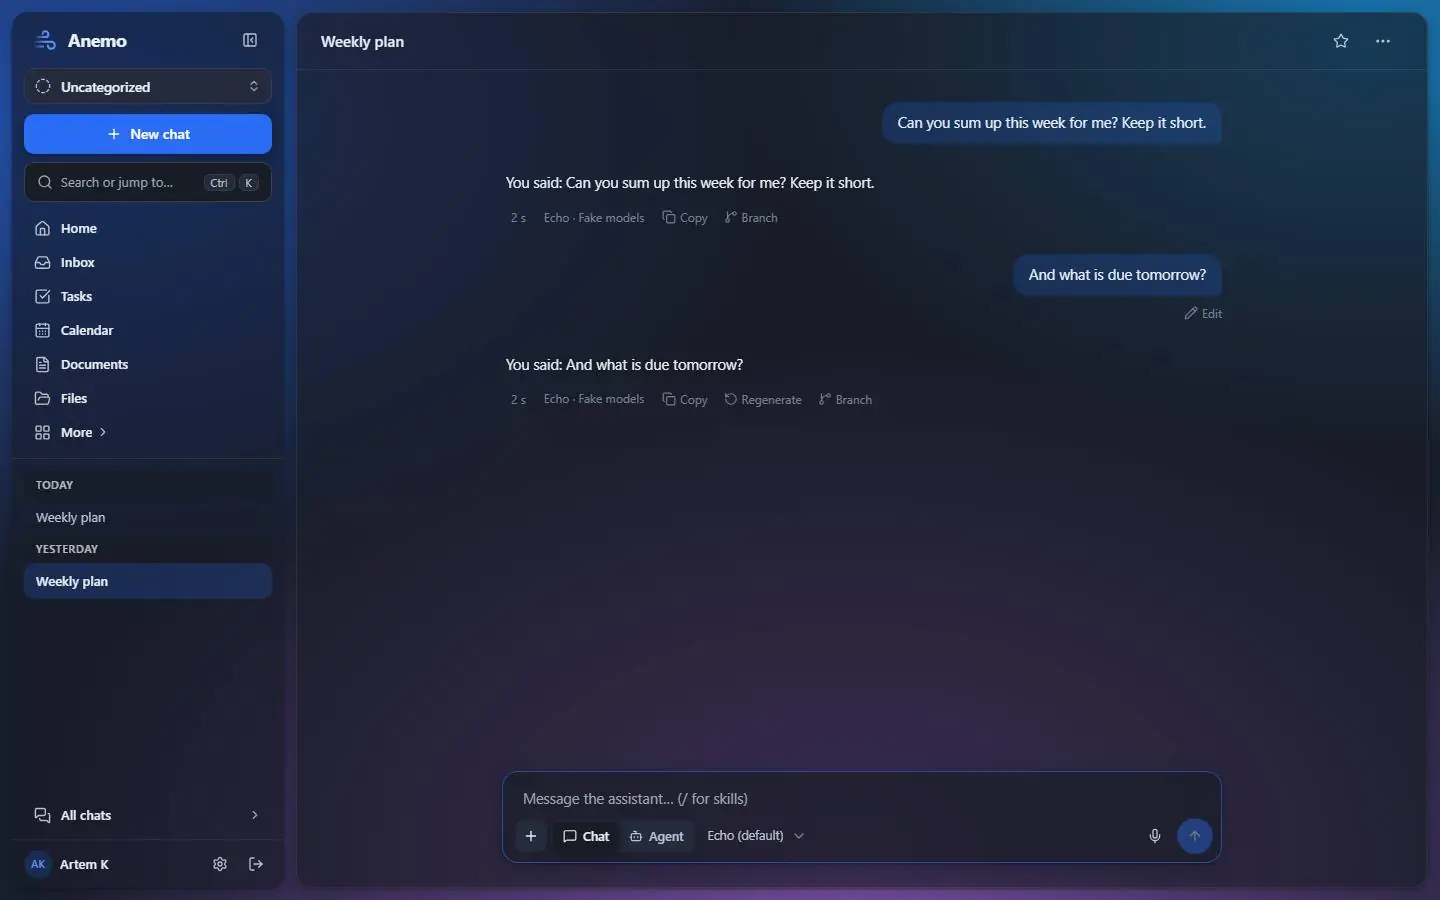 Anemo
Uncategorized
+ New chat
Search or jump to... Ctrl K
Home
Inbox
Tasks
Calendar
Documents
Files
More
TODAY
Weekly plan
YESTERDAY
Weekly plan
All chats
AK Artem K
Weekly plan
Can you sum up this week for me? Keep it short.
You said: Can you sum up this week for me? Keep it short.
2 s Echo · Fake models Copy Branch
And what is due tomorrow?
Edit
You said: And what is due tomorrow?
2 s Echo · Fake models Copy Regenerate Branch
Message the assistant... (/ for skills)
+ Chat Agent Echo (default)